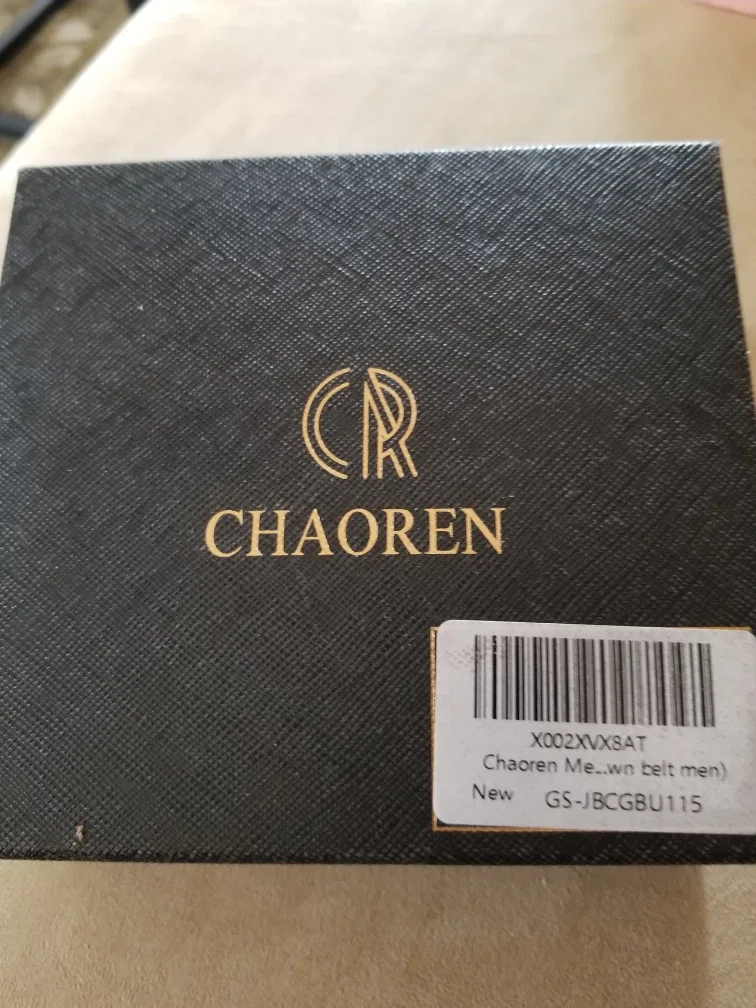 CR
CHAOREN
X002XVX8AT
Chaoren Me...wn belt men)
New GS-JBCGBU115